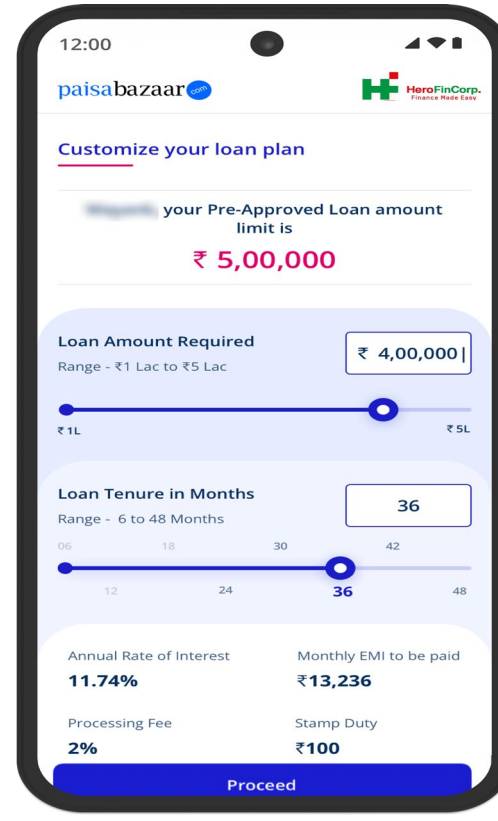 12:00
paisabazaar.com
HeroFinCorp.
Finance Made Easy
Customize your loan plan
your Pre-Approved Loan amount
limit is
₹ 5,00,000
Loan Amount Required
₹ 4,00,000
Range - ₹1 Lac to ₹5 Lac
₹1L
₹5L
Loan Tenure in Months
36
Range - 6 to 48 Months
06 18 30 42
12 24 36 48
Annual Rate of Interest
Monthly EMI to be paid
11.74%
₹13,236
Processing Fee
Stamp Duty
2%
₹100
Proceed